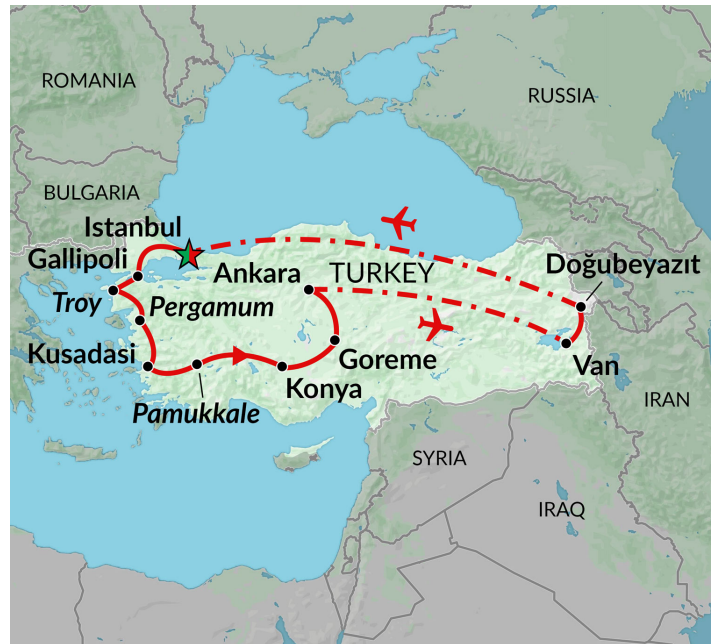 ROMANIA
RUSSIA
BULGARIA
Istanbul
Gallipoli
Ankara
TURKEY
Doğubeyazıt
Troy
Pergamum
Kusadasi
Goreme
Van
Konya
Pamukkale
IRAN
SYRIA
IRAQ